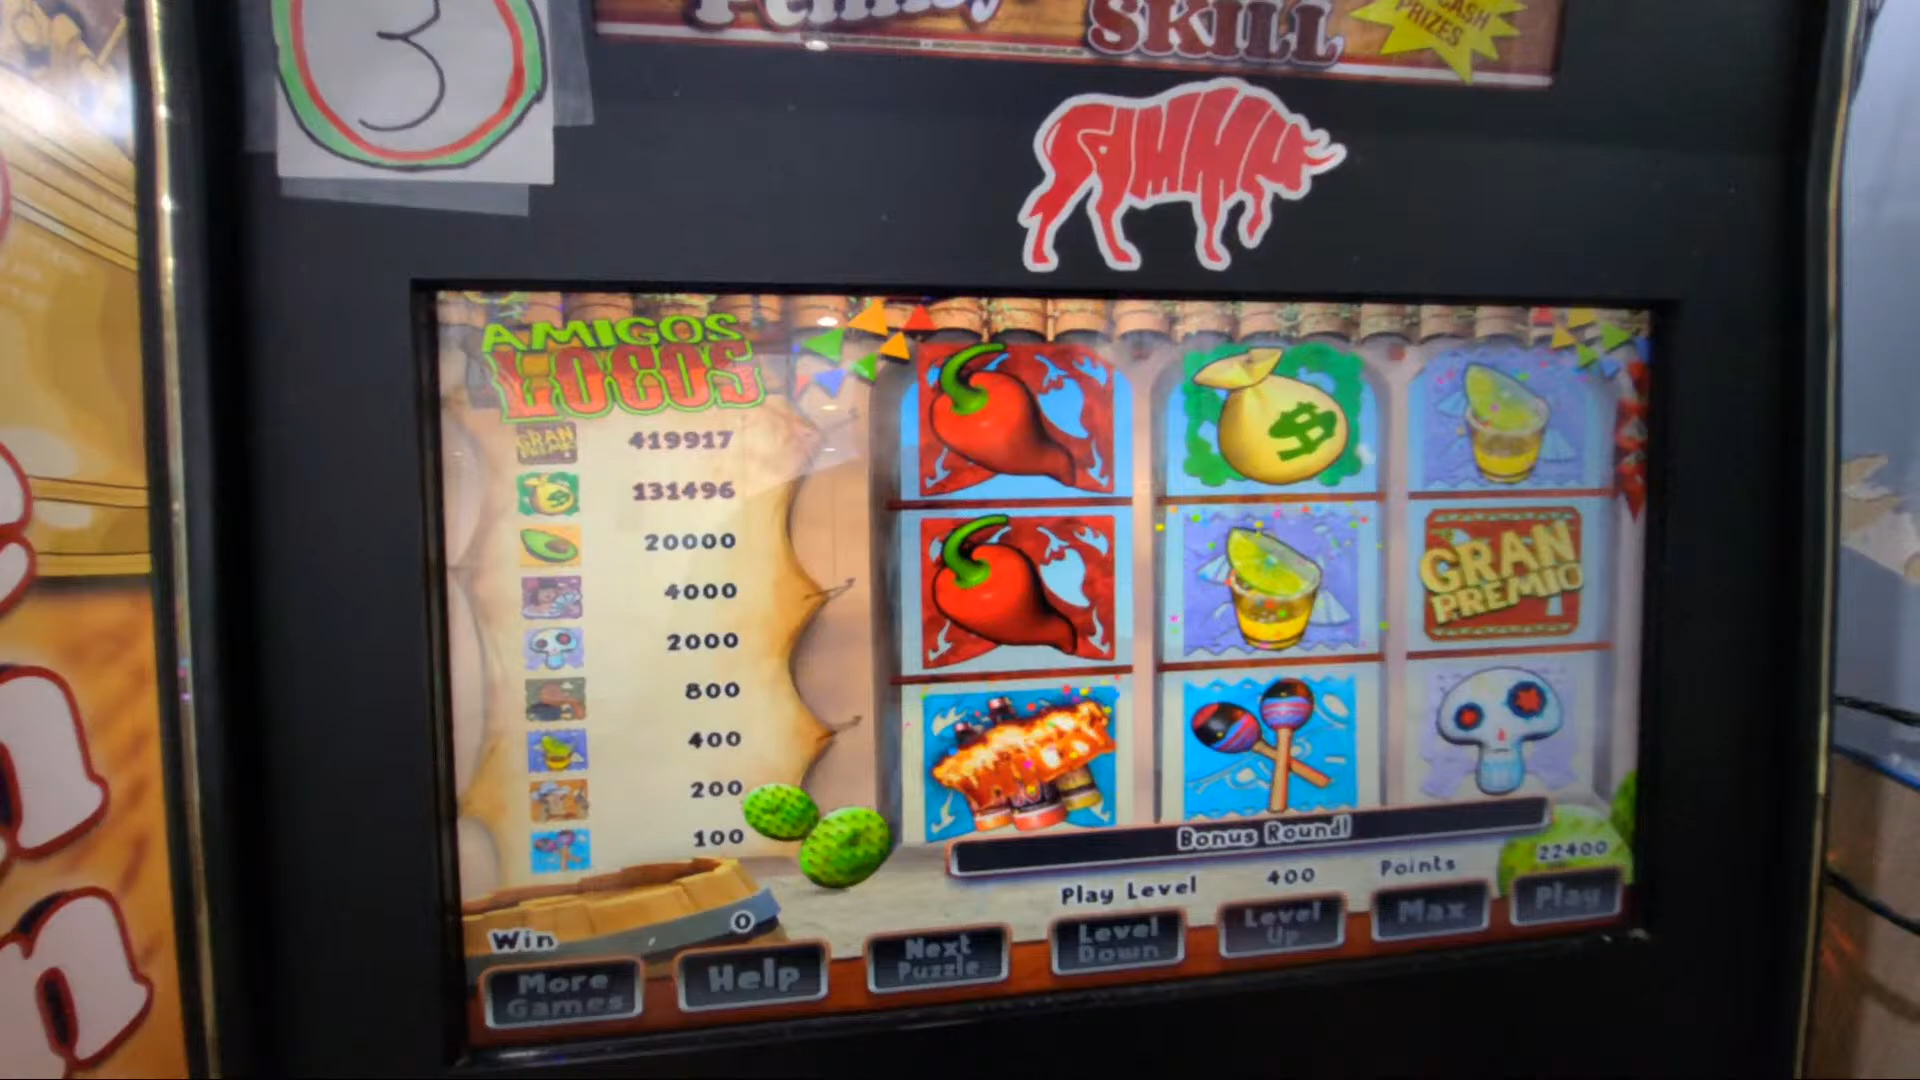 3
SKILL
CASH
PRIZES
AMIGOS
LOCOS
GRAN
PREMIO
419917
131496
20000
4000
2000
800
400
200
100
$
GRAN
PREMIO
Bonus Round!
Play Level
400
Points
22400
Win
0
More
Games
Help
Next
Puzzle
Level
Down
Level
Up
Max
Play